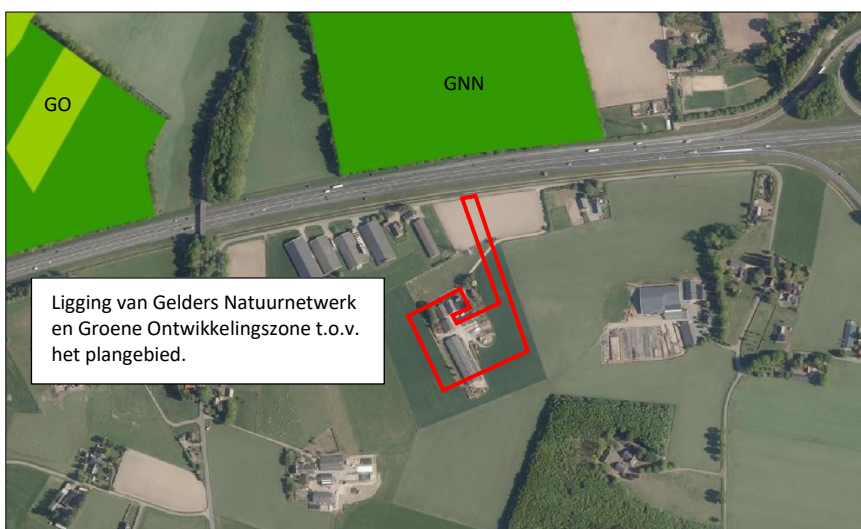 GO
GNN
Ligging van Gelders Natuurnetwerk
en Groene Ontwikkelingszone t.o.v.
het plangebied.